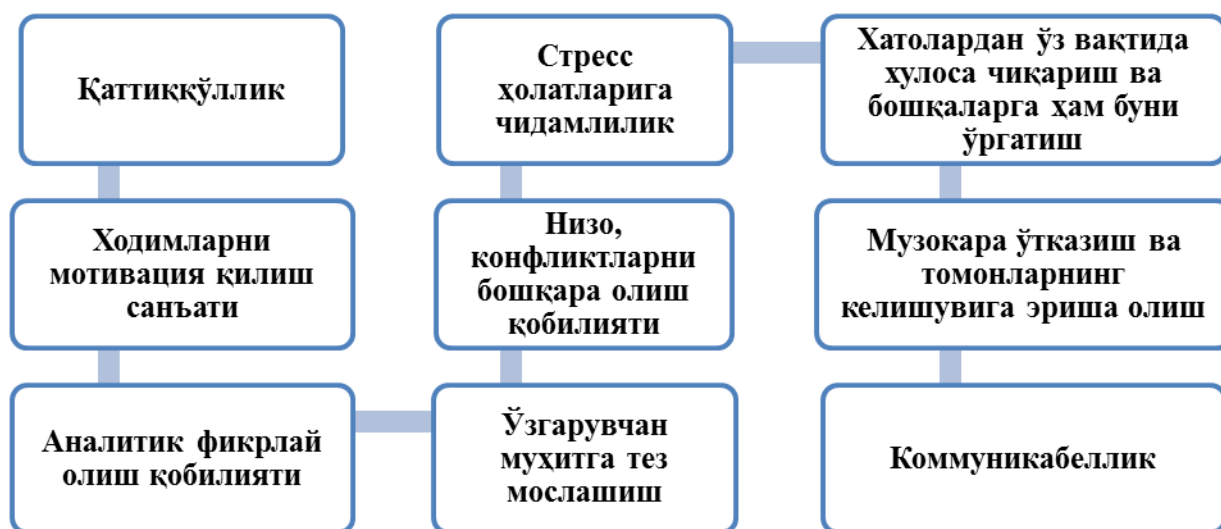 Қаттиққўллик
Ходимларни
мотивация қилиш
санъати
Аналитик фикрлай
олиш қобилияти
Ўзгарувчан
муҳитга тез
мослашиш
Низо,
конфликтларни
бошқара олиш
қобилияти
Стресс
ҳолатларига
чидамлилик
Хатолардан ўз вақтида
хулоса чиқариш ва
бошқаларга ҳам буни
ўргатиш
Музокара ўтказиш ва
томонларнинг
келишувига эриша олиш
Коммуникабеллик